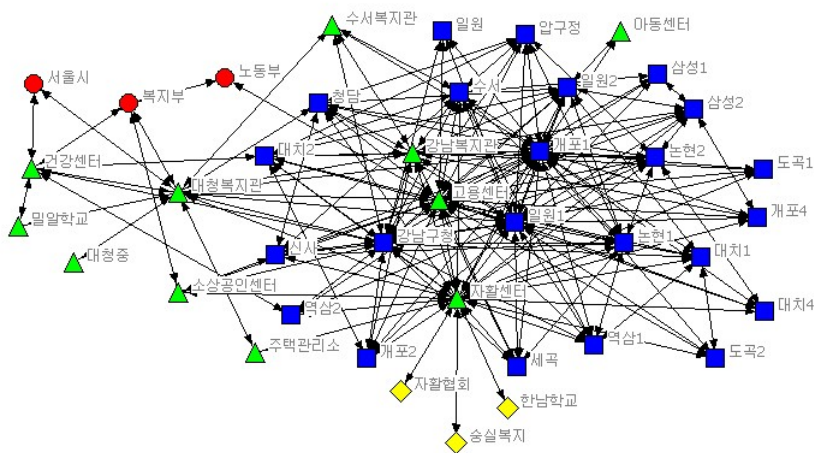 수서복지관
일원
압구정
아동센터
서울시
복지부
노동부
청담
수서
일원2
삼성1
삼성2
건강센터
대치2
강남복지관
개포1
논현2
도곡1
대청복지관
고용센터
밀알학교
일원1
개포4
대청중
신사
강남구청
논현1
대치1
소상공인센터
역삼2
자활센터
대치4
주택관리소
개포2
세곡
역삼1
도곡2
자활협회
한남학교
숭실복지